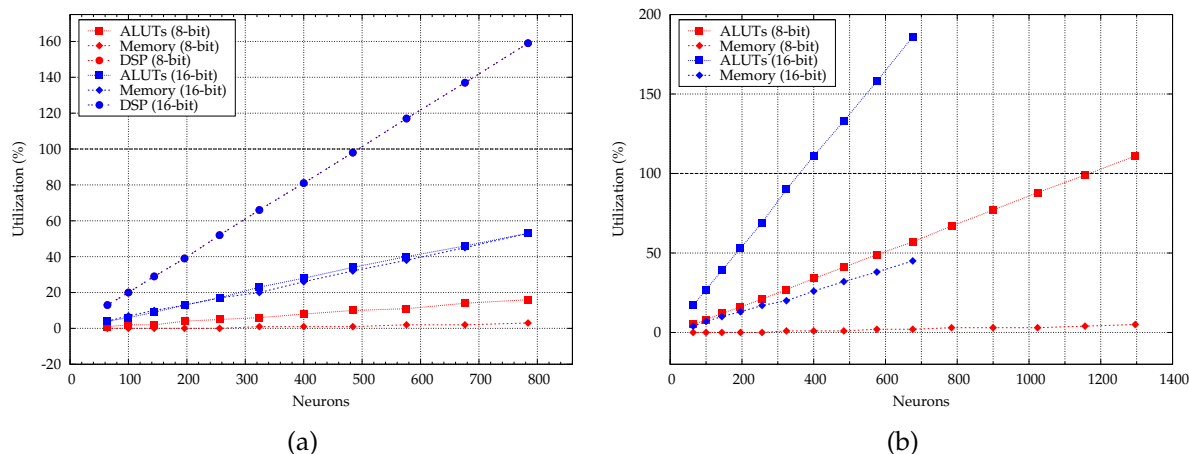 ALUTs (8-bit)
Memory (8-bit)
DSP (8-bit)
ALUTs (16-bit)
Memory (16-bit)
DSP (16-bit)
160
140
120
100
80
60
40
20
0
-20
Utilization (%)
0 100 200 300 400 500 600 700 800
Neurons
(a)
ALUTs (8-bit)
Memory (8-bit)
ALUTs (16-bit)
Memory (16-bit)
200
150
100
50
0
Utilization (%)
0 200 400 600 800 1000 1200 1400
Neurons
(b)